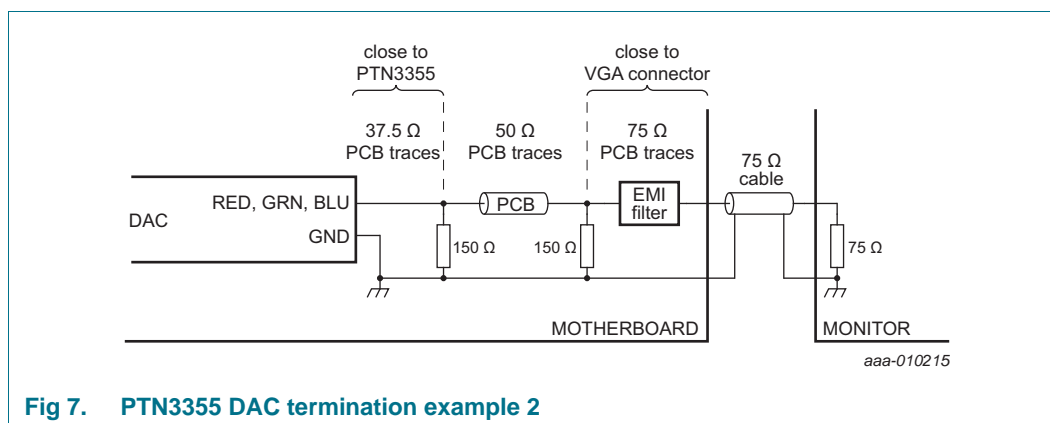 close to
PTN3355
close to
VGA connector
37.5 Ω
PCB traces
50 Ω
PCB traces
75 Ω
PCB traces
75 Ω
cable
DAC
RED, GRN, BLU
GND
PCB
EMI
filter
150 Ω
150 Ω
75 Ω
MOTHERBOARD
MONITOR
aaa-010215
Fig 7. PTN3355 DAC termination example 2